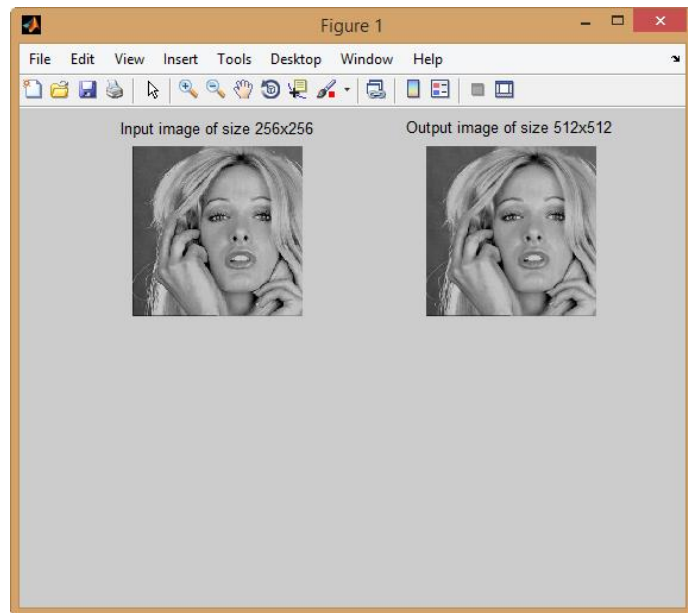 Figure 1
File Edit View Insert Tools Desktop Window Help
Input image of size 256x256 Output image of size 512x512